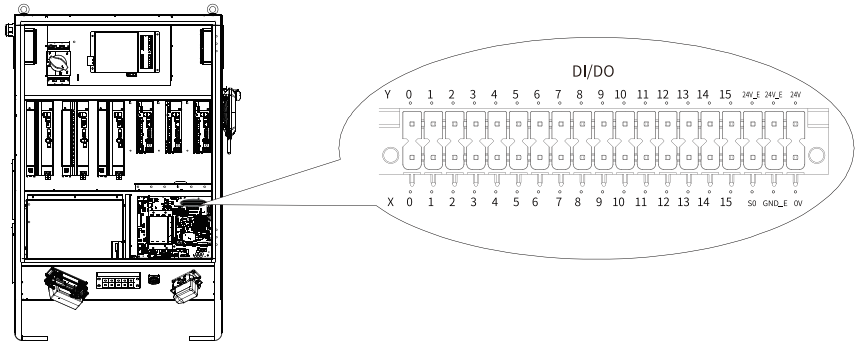 DI/DO
Y 0 1 2 3 4 5 6 7 8 9 10 11 12 13 14 15 24V_E 24V_E 24V
X 0 1 2 3 4 5 6 7 8 9 10 11 12 13 14 15 S0 GND_E 0V